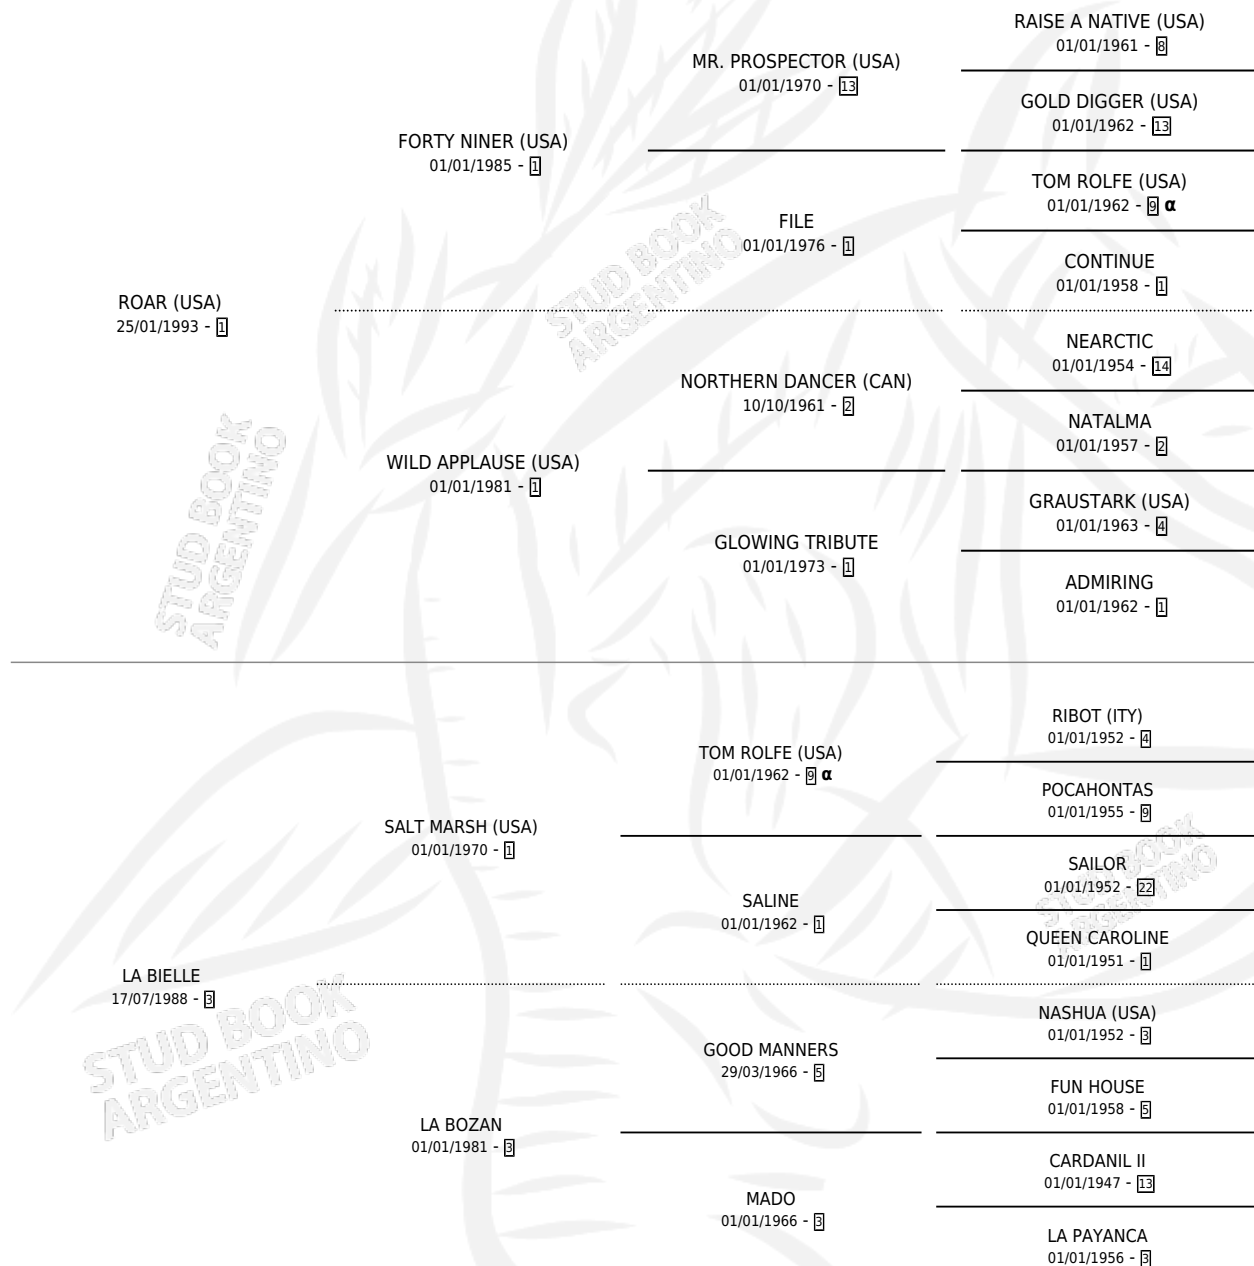 RAISE A NATIVE (USA)
01/01/1961 - 8
MR. PROSPECTOR (USA)
01/01/1970 - 13
GOLD DIGGER (USA)
01/01/1962 - 13
FORTY NINER (USA)
01/01/1985 - 1
TOM ROLFE (USA)
01/01/1962 - 9 α
FILE
01/01/1976 - 1
CONTINUE
01/01/1958 - 1
ROAR (USA)
25/01/1993 - 1
NEARCTIC
01/01/1954 - 14
NORTHERN DANCER (CAN)
10/10/1961 - 2
NATALMA
01/01/1957 - 2
WILD APPLAUSE (USA)
01/01/1981 - 1
GRAUSTARK (USA)
01/01/1963 - 4
GLOWING TRIBUTE
01/01/1973 - 1
ADMIRING
01/01/1962 - 1
STUD BOOK
ARGENTINO
STUD BOOK
ARGENTINO
RIBOT (ITY)
01/01/1952 - 4
TOM ROLFE (USA)
01/01/1962 - 9 α
POCAHONTAS
01/01/1955 - 9
SALT MARSH (USA)
01/01/1970 - 1
SAILOR
01/01/1952 - 22
SALINE
01/01/1962 - 1
QUEEN CAROLINE
01/01/1951 - 1
LA BIELLE
17/07/1988 - 3
NASHUA (USA)
01/01/1952 - 3
GOOD MANNERS
29/03/1966 - 5
FUN HOUSE
01/01/1958 - 5
LA BOZAN
01/01/1981 - 3
CARDANIL II
01/01/1947 - 13
MADO
01/01/1966 - 3
LA PAYANCA
01/01/1956 - 3
STUD BOOK
ARGENTINO
STUD BOOK
ARGENTINO